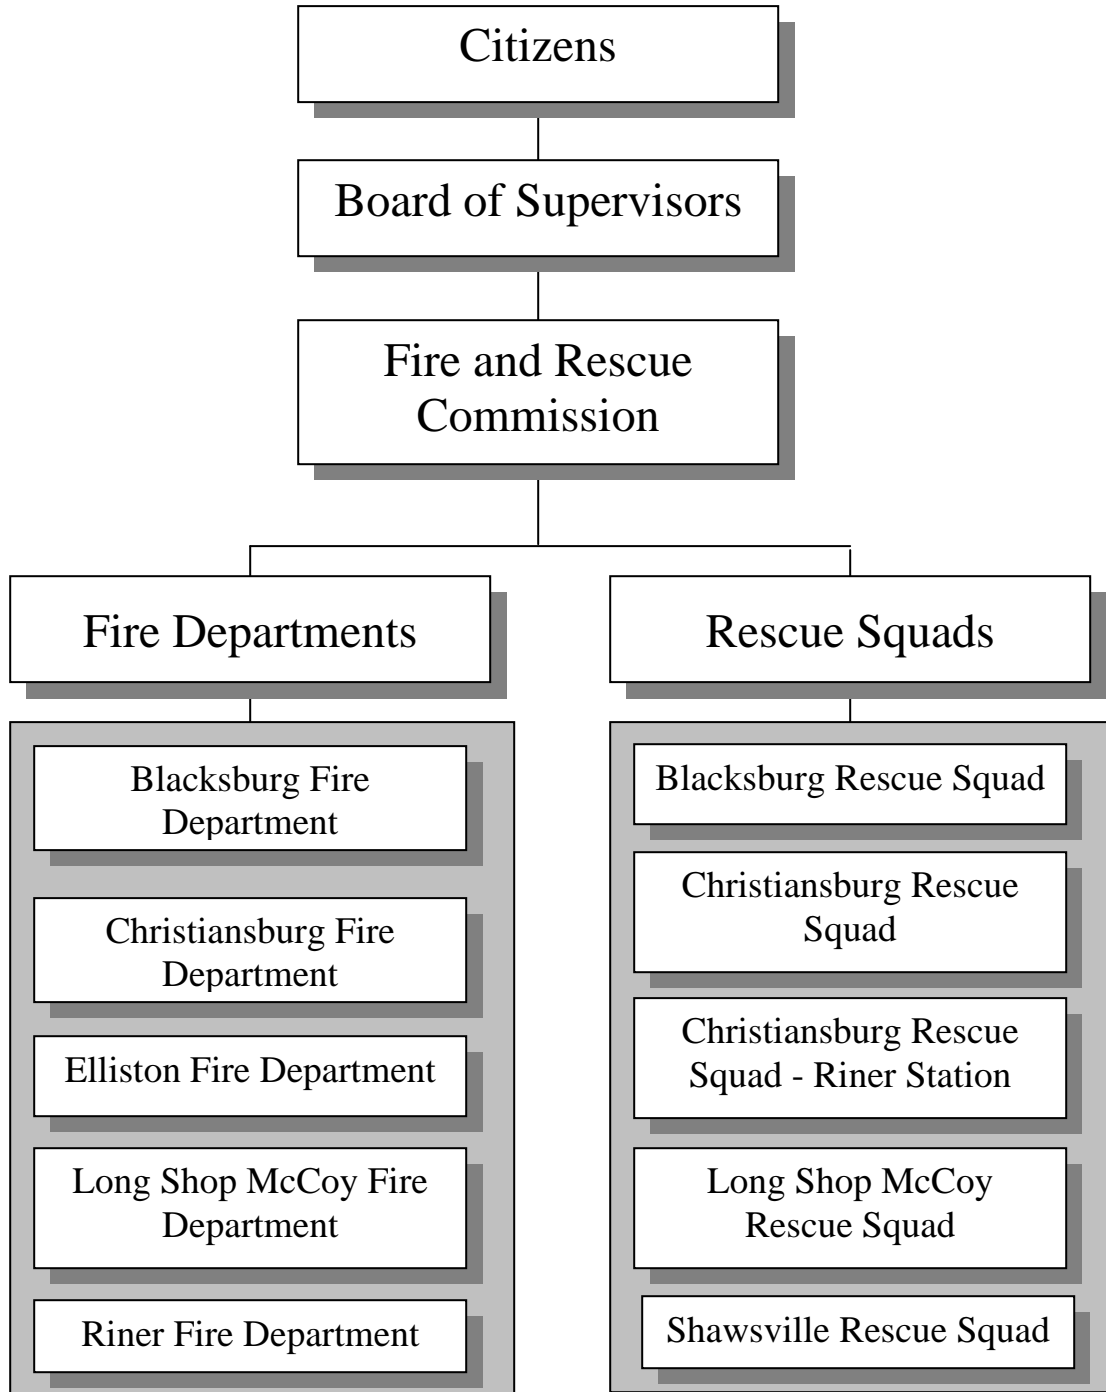 Citizens
Board of Supervisors
Fire and Rescue
Commission
Fire Departments
Blacksburg Fire
Department
Christiansburg Fire
Department
Elliston Fire Department
Long Shop McCoy Fire
Department
Riner Fire Department
Rescue Squads
Blacksburg Rescue Squad
Christiansburg Rescue
Squad
Christiansburg Rescue
Squad - Riner Station
Long Shop McCoy
Rescue Squad
Shawsville Rescue Squad